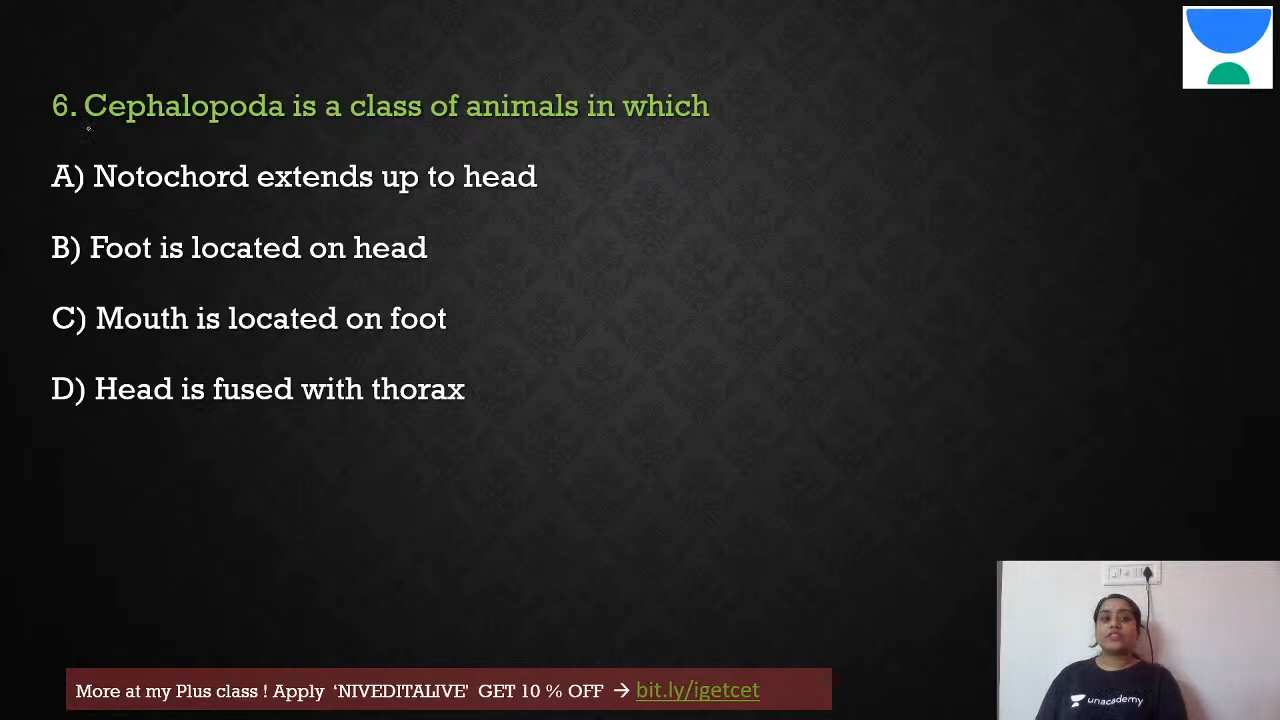 6. Cephalopoda is a class of animals in which
A) Notochord extends up to head
B) Foot is located on head
C) Mouth is located on foot
D) Head is fused with thorax
unacademy
More at my Plus class ! Apply ‘NIVEDITALIVE’ GET 10 % OFF → bit.ly/igetcet